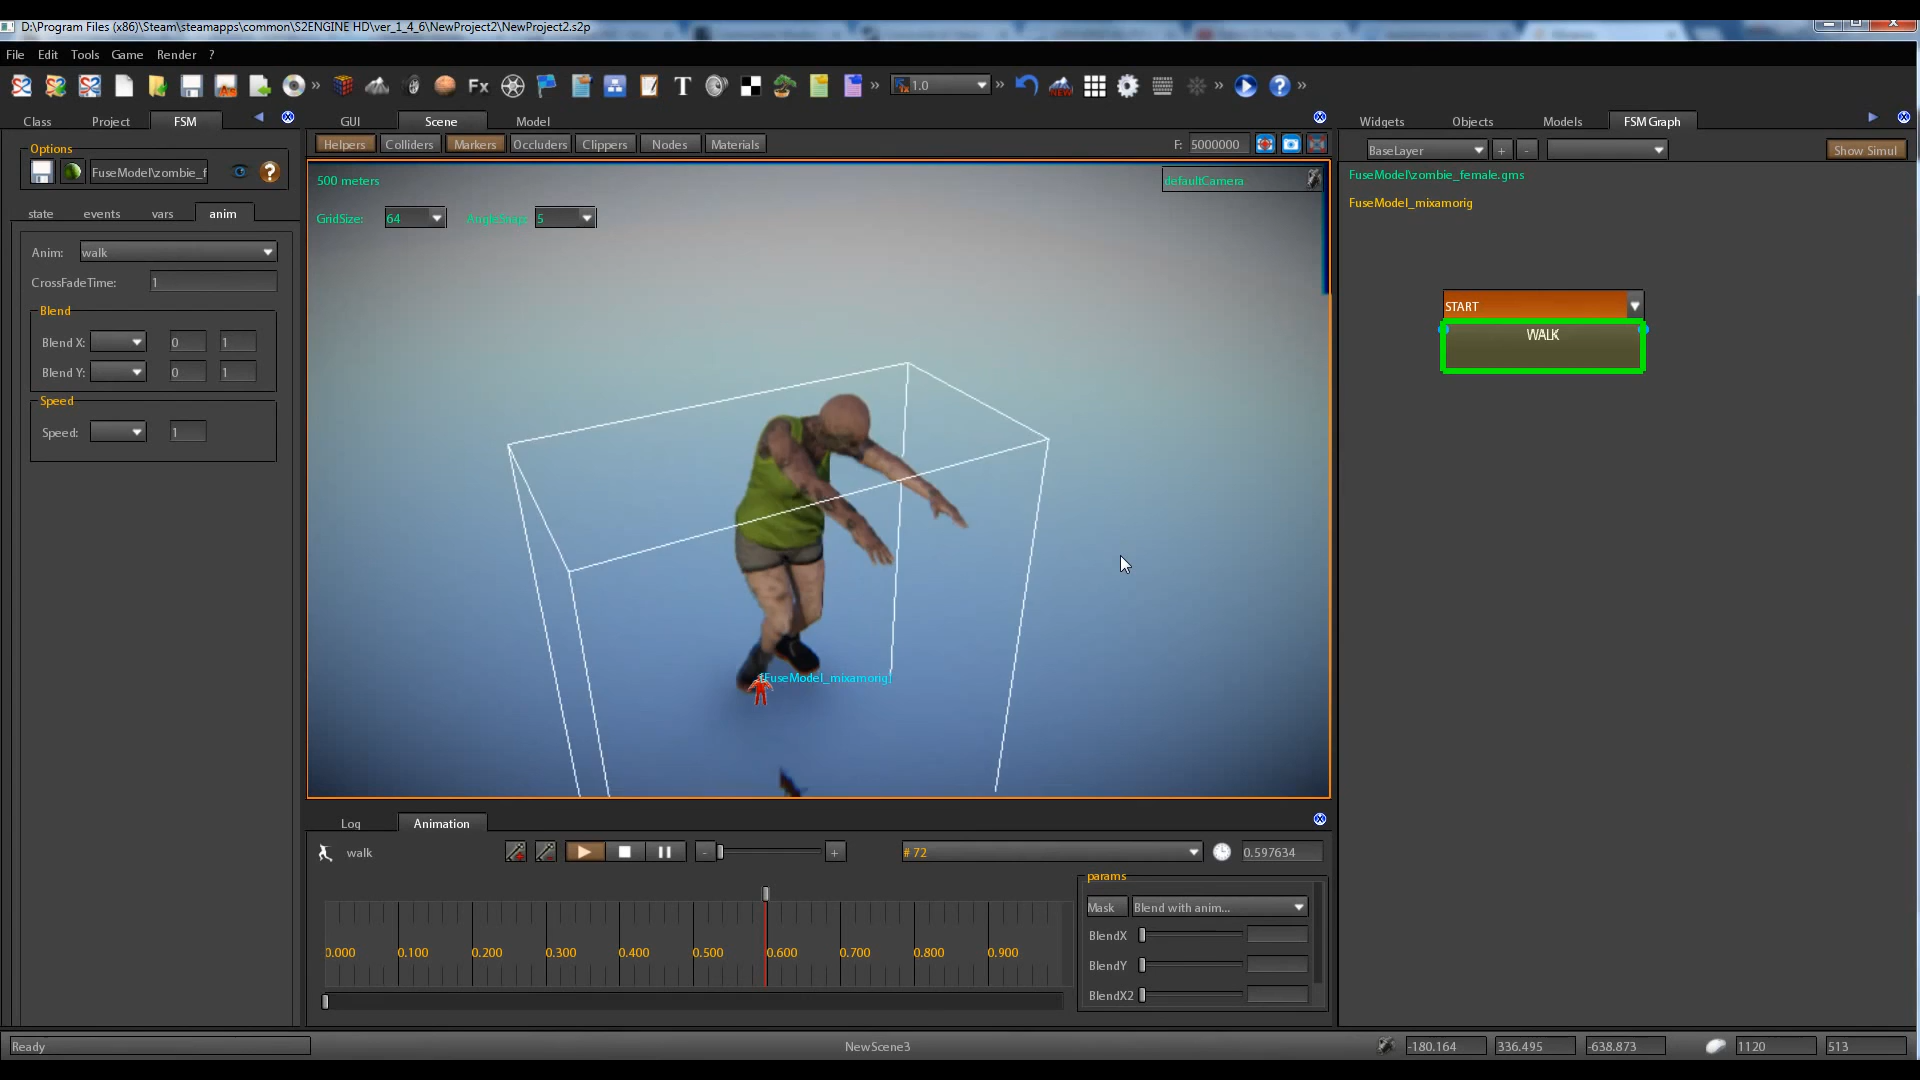 D:\Program Files (x86)\Steam\steamapps\common\S2ENGINE HD\ver_1_4_6\NewProject2\NewProject2.s2p
File Edit Tools Game Render ?
Fx T 1.0
Class Project FSM
GUI Scene Model
Widgets Objects Models FSM Graph
Options
FuseModel\zombie_f
Helpers Colliders Markers Occluders Clippers Nodes Materials F: 5000000
BaseLayer + - Show Simul
500 meters
defaultCamera
FuseModel\zombie_female.gms
FuseModel_mixamorig
state events vars anim
GridSize: 64 5
Anim: walk
CrossFadeTime: 1
Blend
Blend X: 0 1
Blend Y: 0 1
Speed
Speed: 1
START
WALK
FuseModel_mixamorig
Log Animation
walk
- +
# 72
0.597634
params
Mask Blend with anim...
BlendX
BlendY
BlendX2
0.000 0.100 0.200 0.300 0.400 0.500 0.600 0.700 0.800 0.900
Ready
NewScene3
-180.164 336.495 -638.873 1120 513